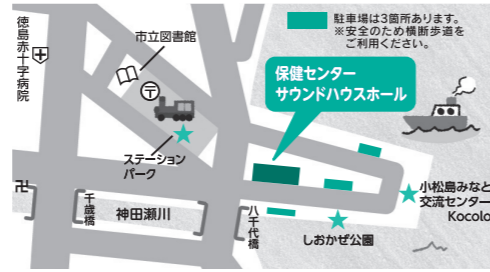 駐車場は3箇所あります。
※安全のため横断歩道を
ご利用ください。
徳島赤十字病院
市立図書館
保健センター
サウンドハウスホール
ステーション
パーク
小松島みなと
交流センター
Kocolo
千歳橋
神田瀬川
八千代橋
しおかぜ公園